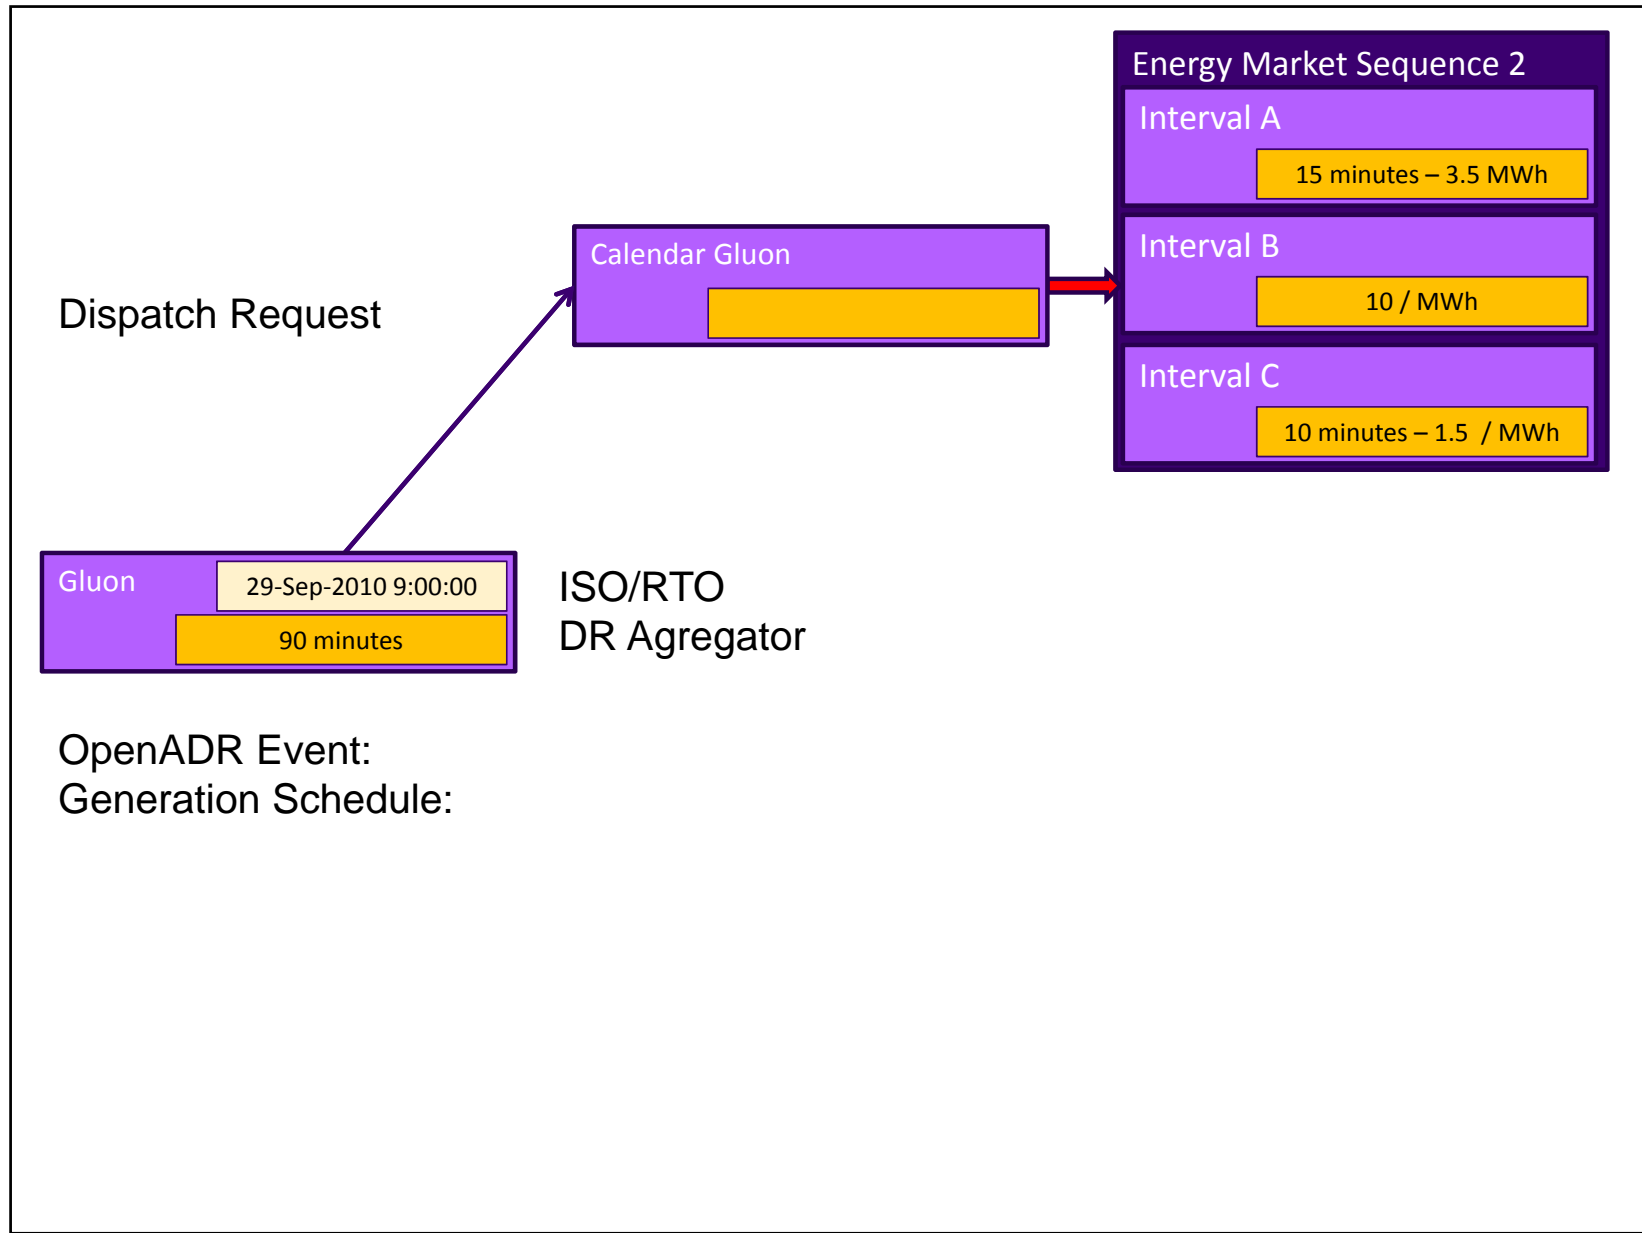 Energy Market Sequence 2
Interval A
15 minutes – 3.5 MWh
Calendar Gluon
Interval B
10 / MWh
Dispatch Request
Interval C
10 minutes – 1.5 / MWh
Gluon
29-Sep-2010 9:00:00
90 minutes
ISO/RTO
DR Agregator
OpenADR Event:
Generation Schedule: